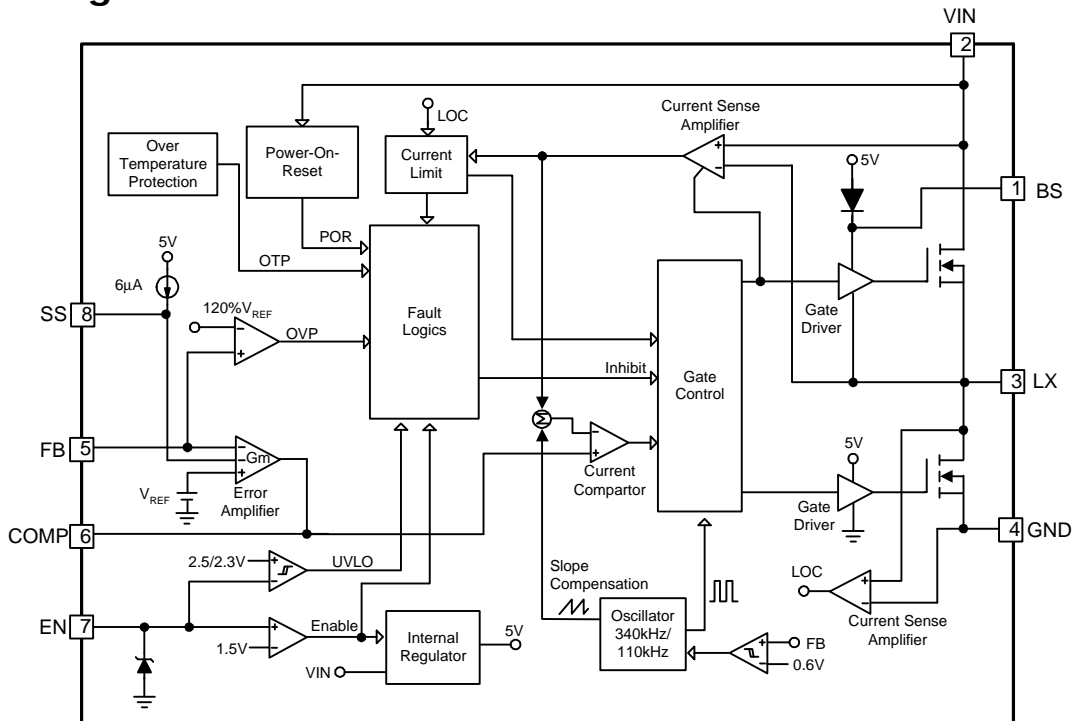 VIN
2
LOC
Current Sense
Amplifier
Over
Temperature
Protection
Power-On-
Reset
Current
Limit
5V
1
BS
POR
OTP
5V
6µA
SS
8
120%VREF
OVP
Fault
Logics
Gate
Driver
Inhibit
Gate
Control
3
LX
FB
5
Gm
Error
Amplifier
VREF
Σ
Current
Compartor
5V
Gate
Driver
COMP
6
4
GND
2.5/2.3V
UVLO
Slope
Compensation
LOC
Current Sense
Amplifier
EN
7
1.5V
Enable
Internal
Regulator
5V
VIN
Oscillator
340kHz/
110kHz
FB
0.6V